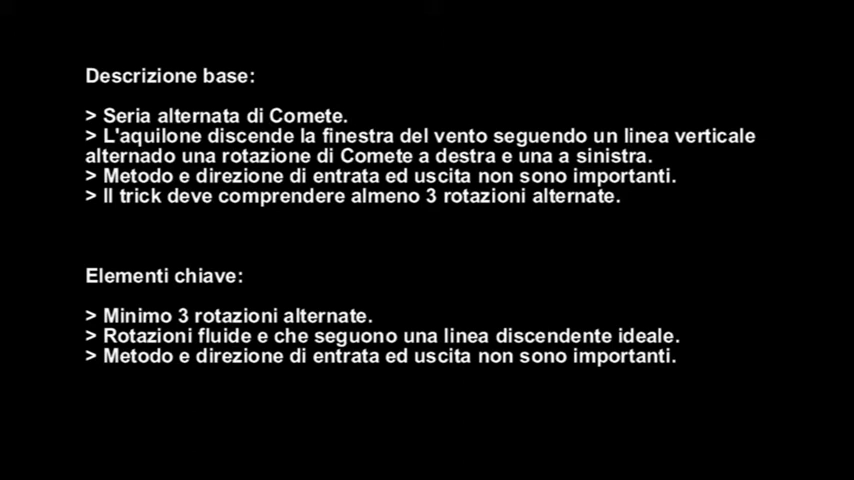 Descrizione base:
> Seria alternata di Comete.
> L'aquilone discende la finestra del vento seguendo un linea verticale
alternado una rotazione di Comete a destra e una a sinistra.
> Metodo e direzione di entrata ed uscita non sono importanti.
> Il trick deve comprendere almeno 3 rotazioni alternate.
Elementi chiave:
> Minimo 3 rotazioni alternate.
> Rotazioni fluide e che seguono una linea discendente ideale.
> Metodo e direzione di entrata ed uscita non sono importanti.